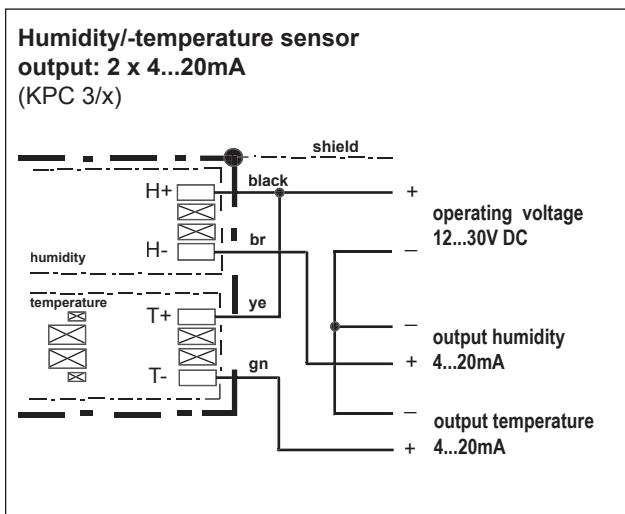 Humidity/-temperature sensor
output: 2 x 4...20mA
(KPC 3/x)
shield
H+
black
+
operating voltage
12...30V DC
H-
br
–
humidity
temperature
T+
ye
–
output humidity
+
4...20mA
T-
gn
–
output temperature
+
4...20mA